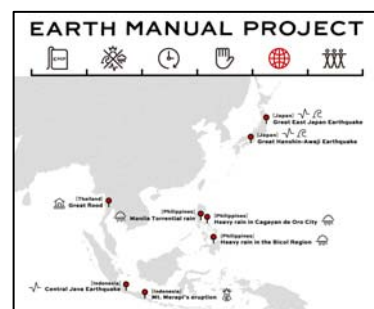 EARTH MANUAL PROJECT
EMP
[Japan]
Great East Japan Earthquake
[Japan]
Great Hanshin-Awaji Earthquake
[Thailand]
Great flood
[Philippines]
Manila Torrential rain
[Philippines]
Heavy rain in Cagayan de Oro City
[Philippines]
Heavy rain in the Bicol Region
[Indonesia]
Central Java Earthquake
[Indonesia]
Mt. Merapi's eruption